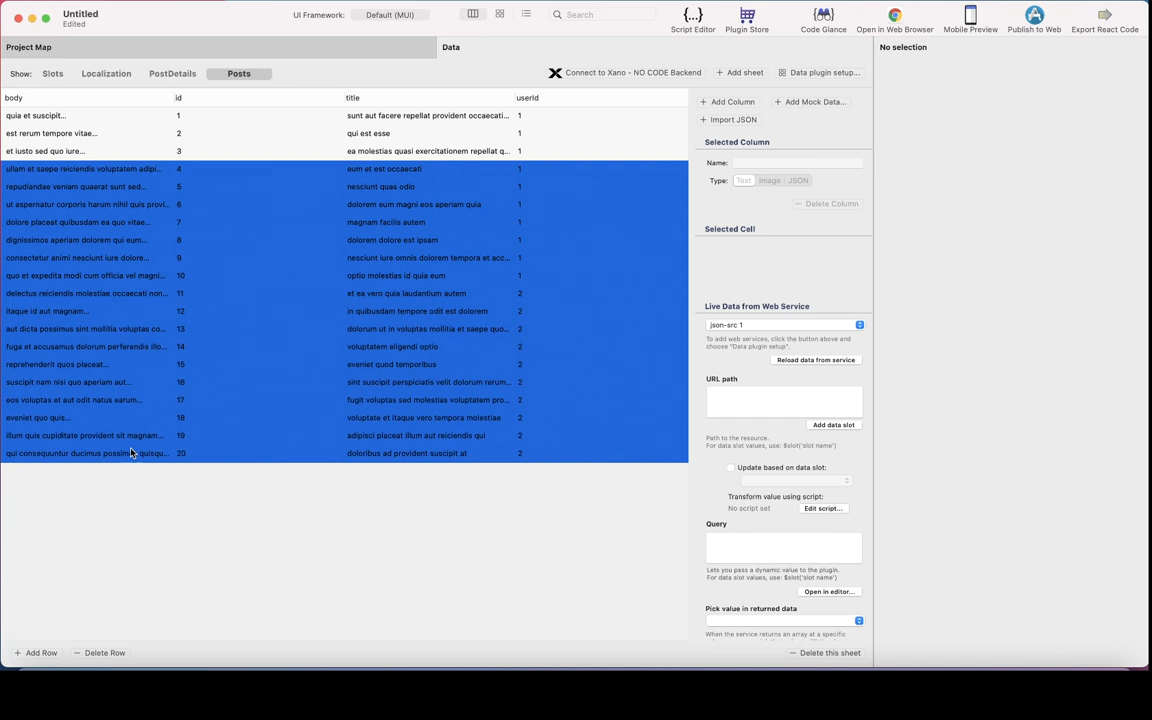 Untitled
Edited
UI Framework: Default (MUI)
Search
Script Editor
Plugin Store
Code Glance
Open in Web Browser
Mobile Preview
Publish to Web
Export React Code
Project Map
Data
No selection
Show: Slots Localization PostDetails Posts
Connect to Xano - NO CODE Backend
Add sheet
Data plugin setup...
body id title userId
quia et suscipit... 1 sunt aut facere repellat provident occaecati... 1
est rerum tempore vitae... 2 qui est esse 1
et iusto sed quo iure... 3 ea molestias quasi exercitationem repellat q... 1
ullam et saepe reiciendis voluptatem adipi... 4 eum et est occaecati 1
repudiandae veniam quaerat sunt sed... 5 nesciunt quas odio 1
ut aspernatur corporis harum nihil quis provi... 6 dolorem eum magni eos aperiam quia 1
dolore placeat quibusdam ea quo vitae... 7 magnam facilis autem 1
dignissimos aperiam dolorem qui eum... 8 dolorem dolore est ipsam 1
consectetur animi nesciunt iure dolore... 9 nesciunt iure omnis dolorem tempora et acc... 1
quo et expedita modi cum officia vel magni... 10 optio molestias id quia eum 1
delectus reiciendis molestiae occaecati non... 11 et ea vero quia laudantium autem 2
itaque id aut magnam... 12 in quibusdam tempore odit est dolorem 2
aut dicta possimus sint mollitia voluptas co... 13 dolorum ut in voluptas mollitia et saepe quo... 2
fuga et accusamus dolorum perferendis illo... 14 voluptatem eligendi optio 2
reprehenderit quos placeat... 15 eveniet quod temporibus 2
suscipit nam nisi quo aperiam aut... 16 sint suscipit perspiciatis velit dolorum rerum... 2
eos voluptas et aut odit natus earum... 17 fugit voluptas sed molestias voluptatem pro... 2
eveniet quo quis... 18 voluptate et itaque vero tempora molestiae 2
illum quis cupiditate provident sit magnam... 19 adipisci placeat illum aut reiciendis qui 2
qui consequuntur ducimus possimus quisqu... 20 doloribus ad provident suscipit at 2
Add Row
Delete Row
Add Column
Add Mock Data...
Import JSON
Selected Column
Name:
Type: Text Image JSON
Delete Column
Selected Cell
Live Data from Web Service
json-src 1
To add web services, click the button above and
choose "Data plugin setup".
Reload data from service
URL path
Add data slot
Path to the resource.
For data slot values, use: $slot('slot name')
Update based on data slot:
Transform value using script:
No script set Edit script...
Query
Lets you pass a dynamic value to the plugin.
For data slot values, use: $slot('slot name')
Open in editor...
Pick value in returned data
When the service returns an array at a specific
Delete this sheet